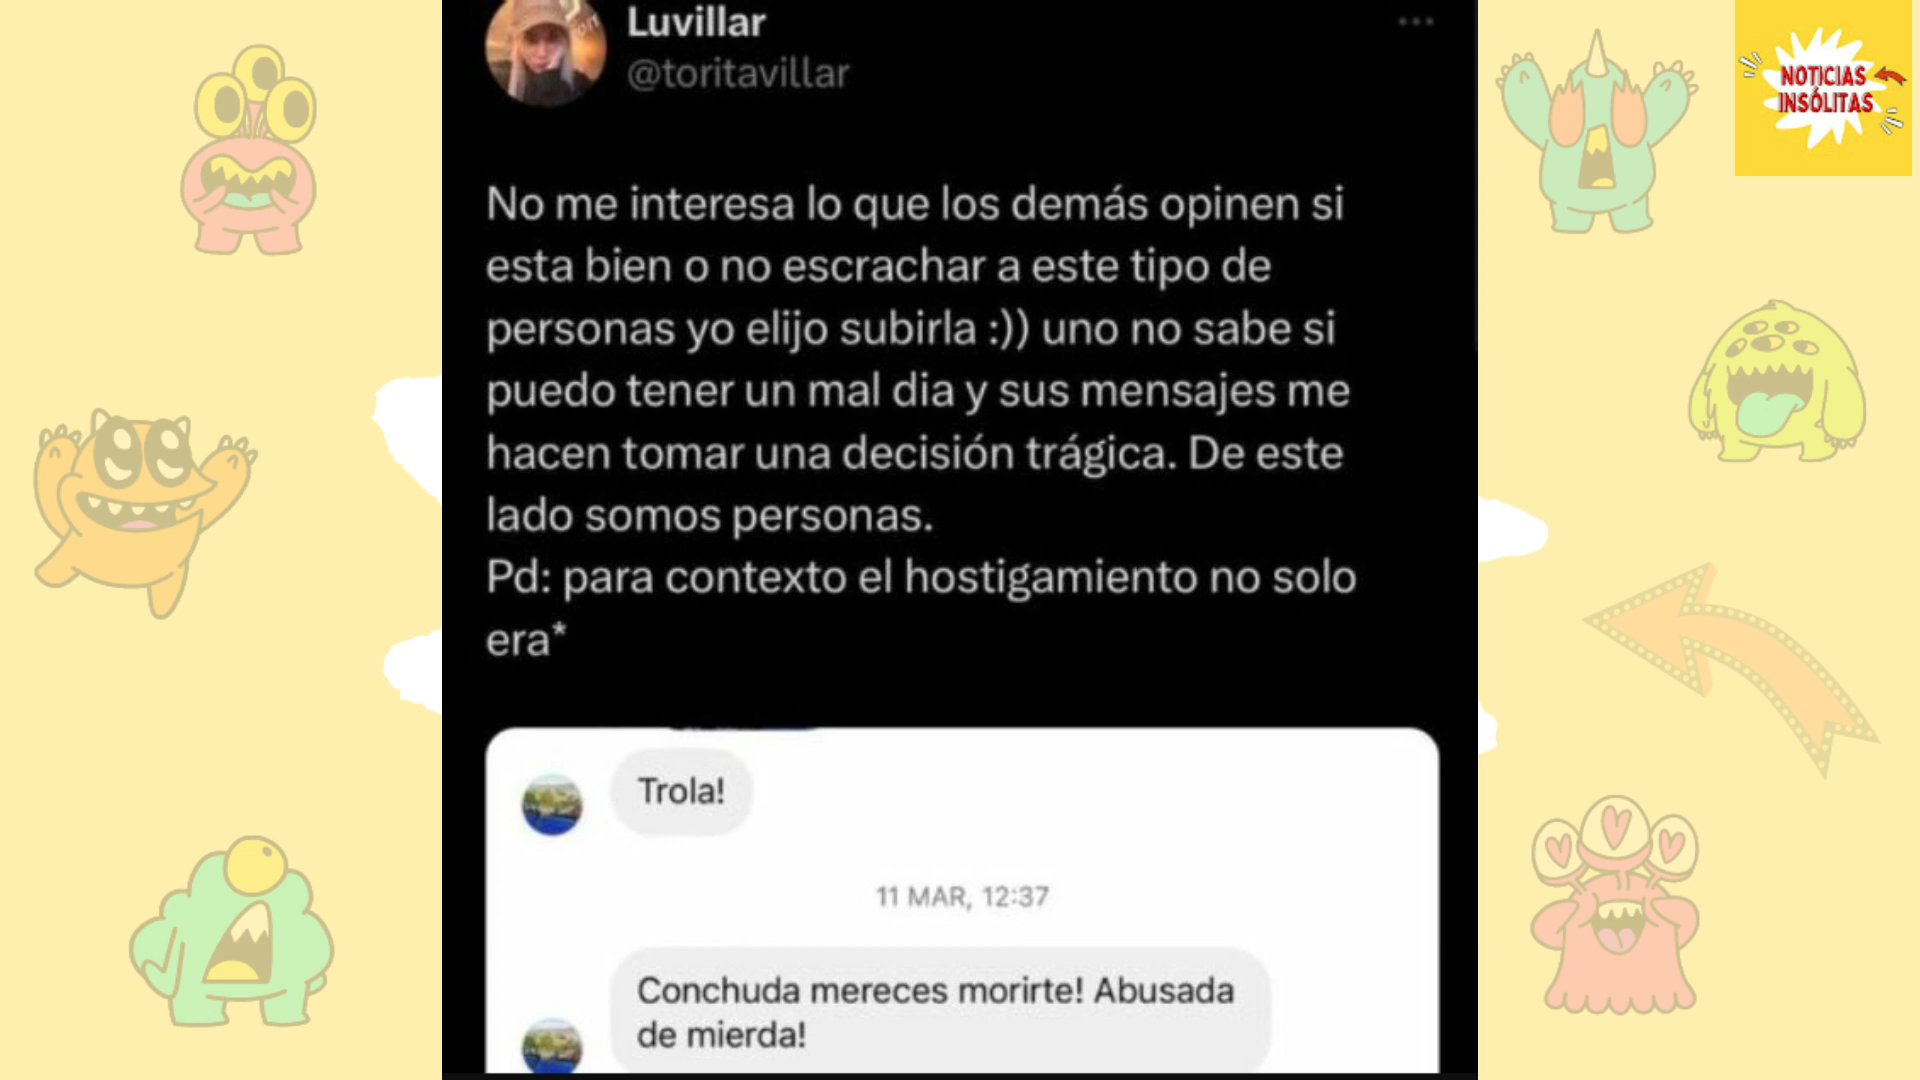 Luvillar
@toritavillar
NOTICIAS
INSÓLITAS
No me interesa lo que los demás opinen si
esta bien o no escrachar a este tipo de
personas yo elijo subirla :)) uno no sabe si
puedo tener un mal dia y sus mensajes me
hacen tomar una decisión trágica. De este
lado somos personas.
Pd: para contexto el hostigamiento no solo
era*
Trola!
11 MAR, 12:37
Conchuda mereces morirte! Abusada
de mierda!